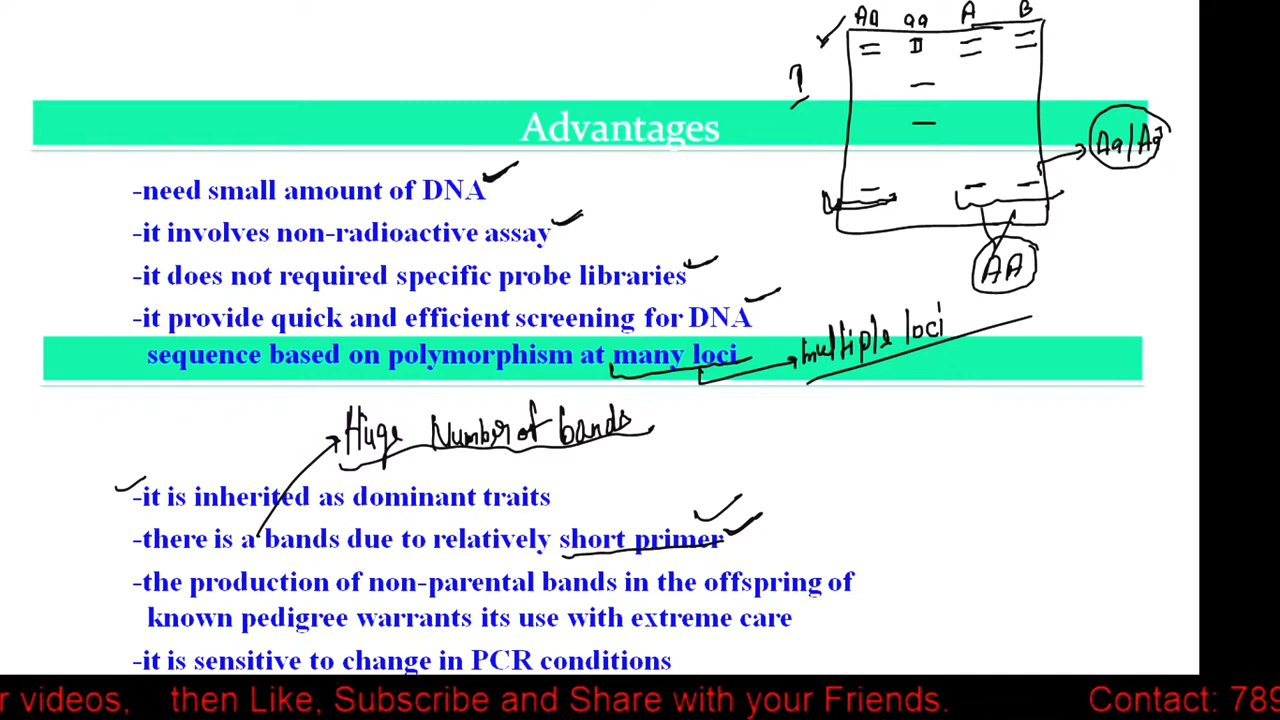 AA aa A B
Advantages
Aa/Aa
-need small amount of DNA
-it involves non-radioactive assay
AA
-it does not required specific probe libraries
-it provide quick and efficient screening for DNA
multiple loci
sequence based on polymorphism at many loci
Huge Number of bands
-it is inherited as dominant traits
-there is a bands due to relatively short primer
-the production of non-parental bands in the offspring of
known pedigree warrants its use with extreme care
-it is sensitive to change in PCR conditions
r videos, then Like, Subscribe and Share with your Friends. Contact: 789